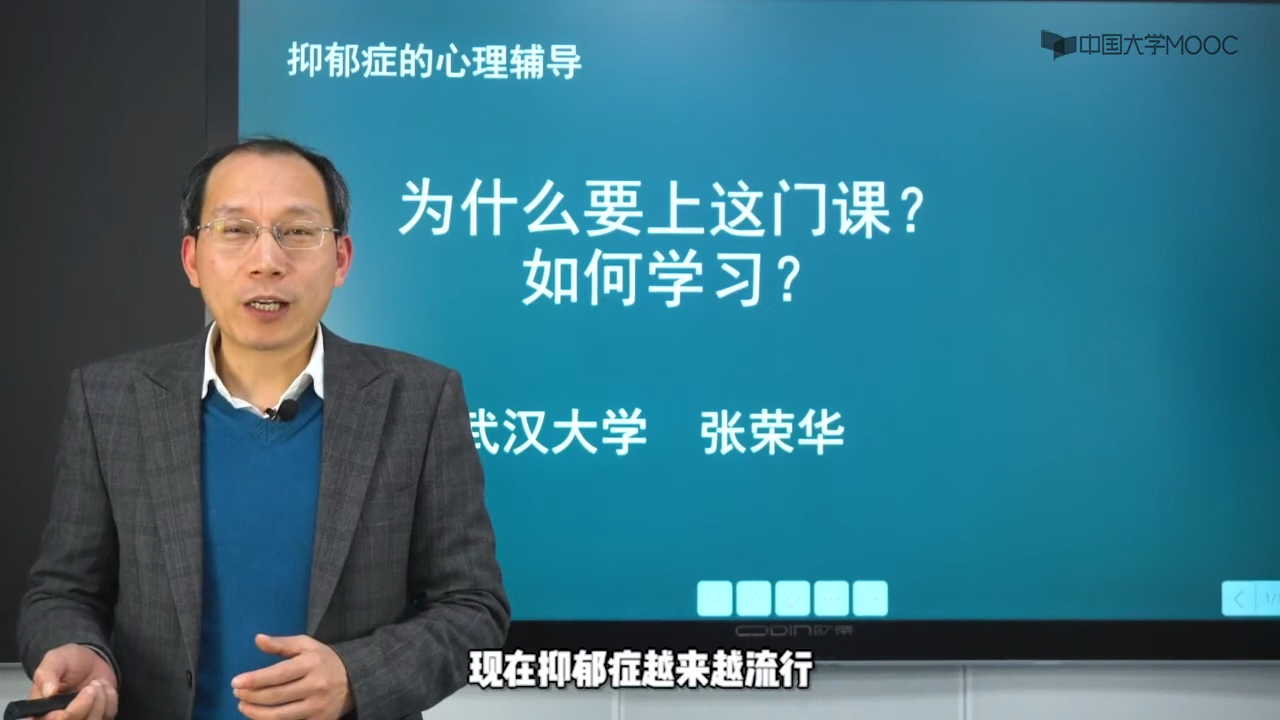 抑郁症的心理辅导
中国大学MOOC
为什么要上这门课？
如何学习？
武汉大学 张荣华
现在抑郁症越来越流行